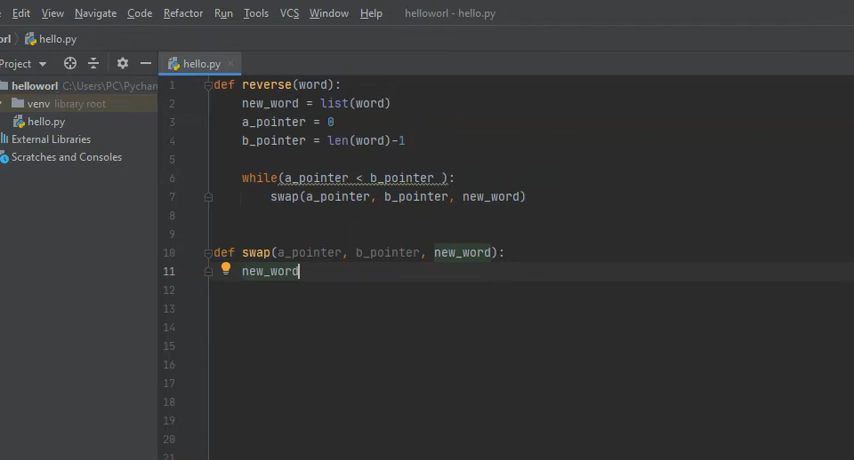 Edit View Navigate Code Refactor Run Tools VCS Window Help helloworl - hello.py
orl hello.py
Project hello.py
helloworl C:\Users\PC\Pychar
venv library root
hello.py
External Libraries
Scratches and Consoles
1 def reverse(word):
2 new_word = list(word)
3 a_pointer = 0
4 b_pointer = len(word)-1
5
6 while(a_pointer < b_pointer ):
7 swap(a_pointer, b_pointer, new_word)
8
9
10 def swap(a_pointer, b_pointer, new_word):
11 new_word
12
13
14
15
16
17
18
19
20
21